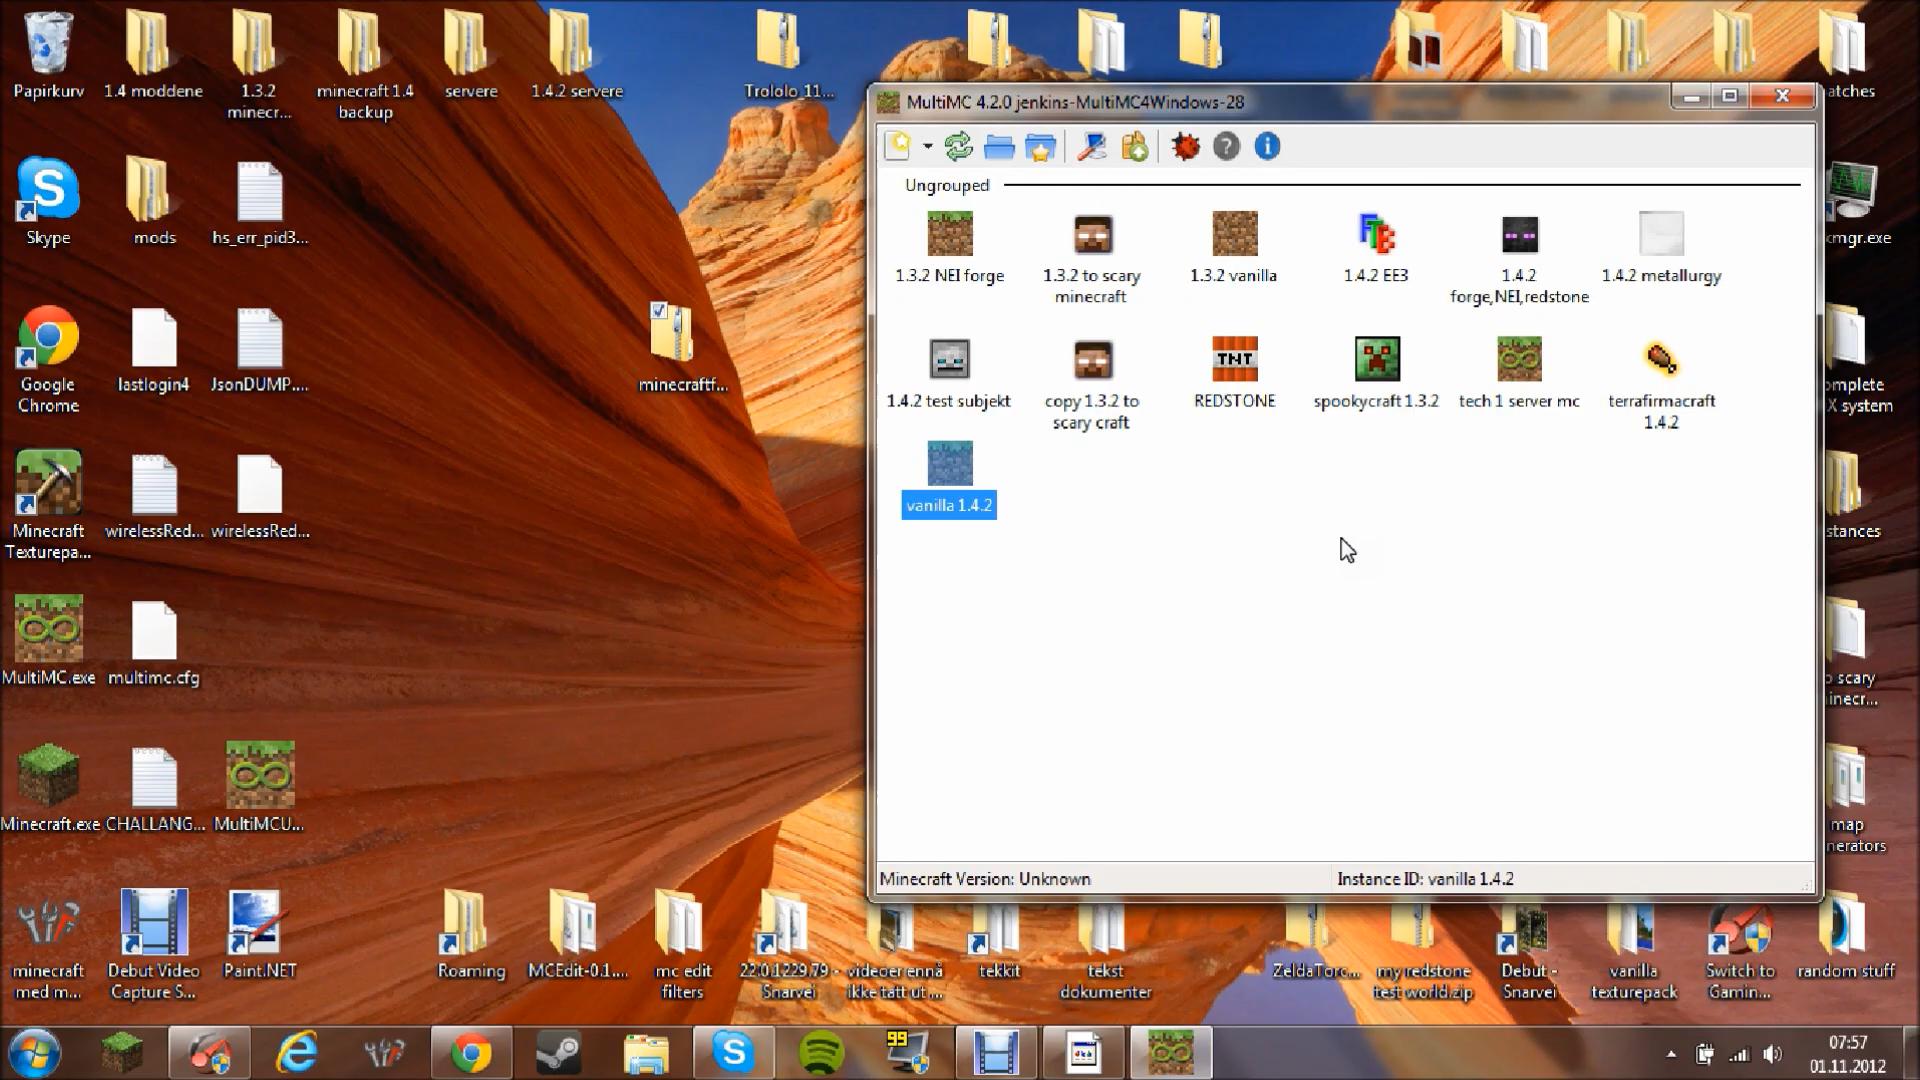 Papirkurv
1.4 moddene
1.3.2
minecr...
minecraft 1.4
backup
servere
1.4.2 servere
Trololo_11...
atches
MultiMC 4.2.0 jenkins-MultiMC4Windows-28
Ungrouped
1.3.2 NEI forge
1.3.2 to scary
minecraft
1.3.2 vanilla
FTB
1.4.2 EE3
1.4.2
forge,NEI,redstone
1.4.2 metallurgy
1.4.2 test subjekt
copy 1.3.2 to
scary craft
TNT
REDSTONE
spookycraft 1.3.2
tech 1 server mc
terrafirmacraft
1.4.2
vanilla 1.4.2
Minecraft Version: Unknown
Instance ID: vanilla 1.4.2
Skype
mods
hs_err_pid3...
cmgr.exe
Google
Chrome
lastlogin4
JsonDUMP....
minecraftf...
omplete
X system
Minecraft
Texturepa...
wirelessRed...
wirelessRed...
stances
MultiMC.exe
multimc.cfg
o scary
inecr...
Minecraft.exe
CHALLANG...
MultiMCU...
map
nerators
minecraft
med m...
Debut Video
Capture S...
Paint.NET
Roaming
MCEdit-0.1....
mc edit
filters
22.0.1229.79 -
Snarvei
videoer ennå
ikke tatt ut ...
tekkit
tekst
dokumenter
ZeldaTorc...
my redstone
test world.zip
Debut -
Snarvei
vanilla
texturepack
Switch to
Gamin...
random stuff
99
07:57
01.11.2012